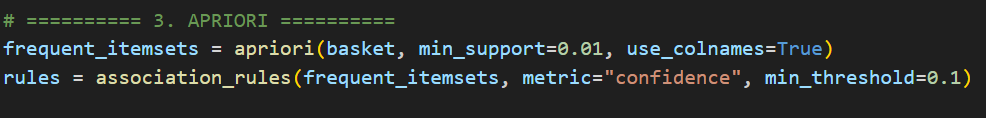 # ========== 3. APRIORI ==========
frequent_itemsets = apriori(basket, min_support=0.01, use_colnames=True)
rules = association_rules(frequent_itemsets, metric="confidence", min_threshold=0.1)